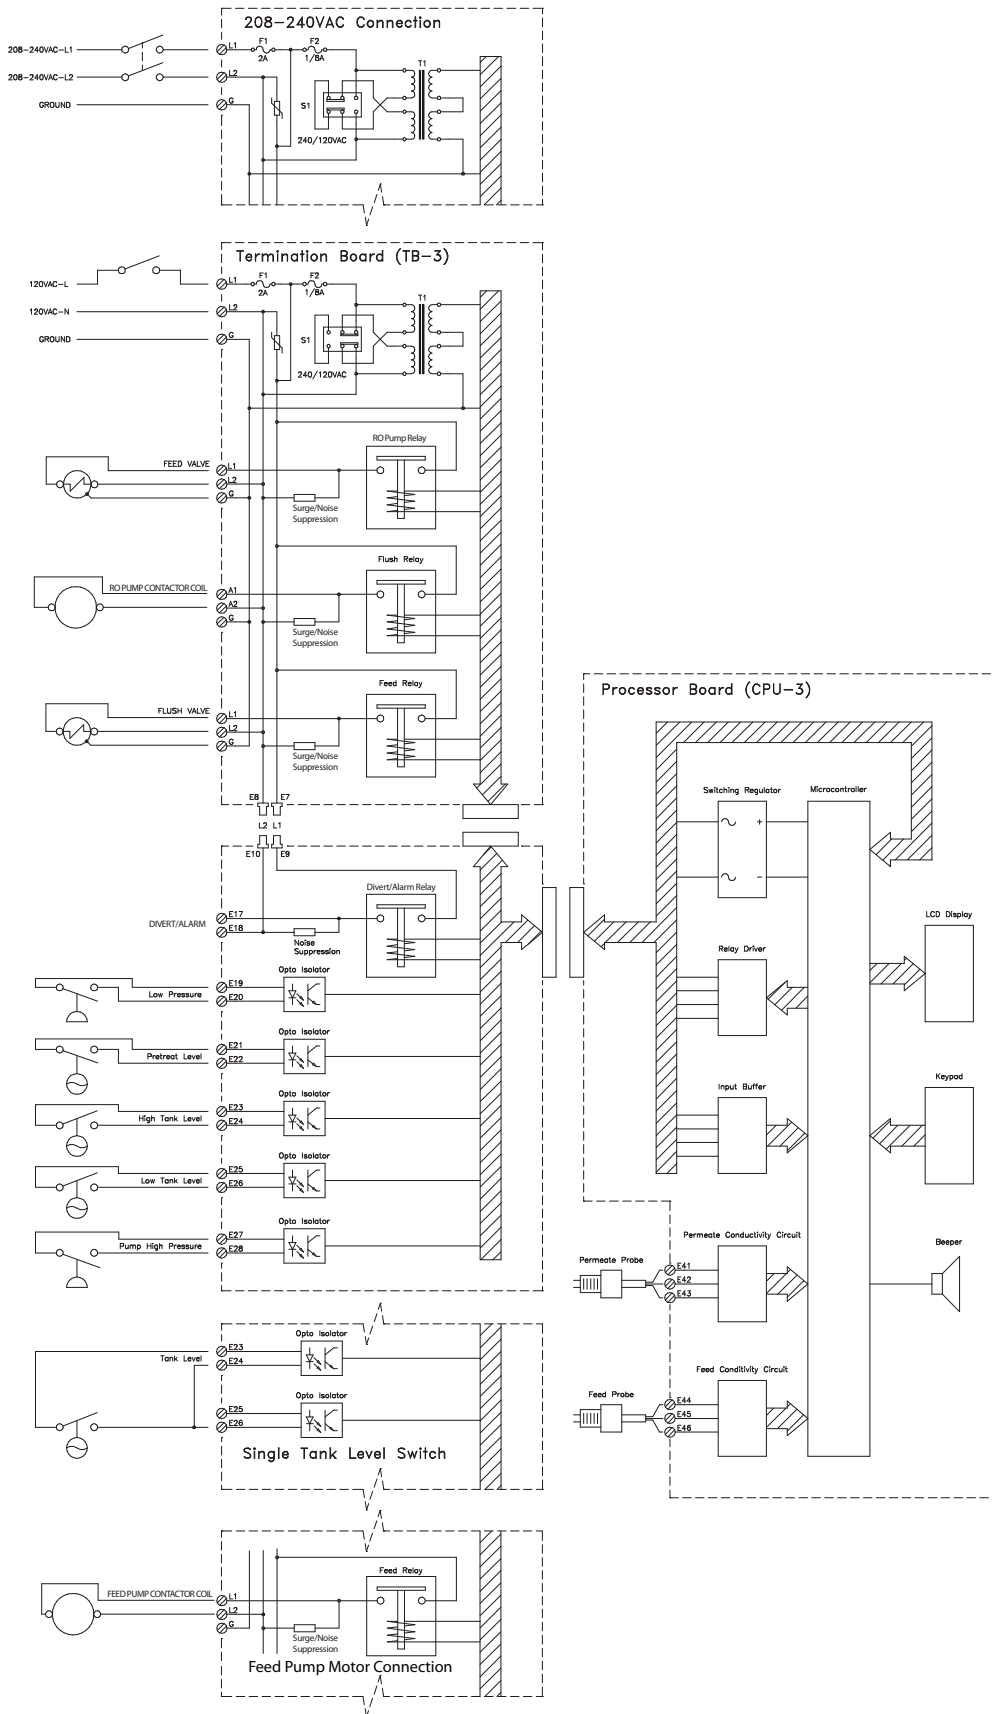 208-240VAC Connection
208-240VAC-L1
208-240VAC-L2
GROUND
L1
L2
G
F1
2A
F2
1/8A
T1
S1
240/120VAC
Termination Board (TB-3)
120VAC-L
120VAC-N
GROUND
L1
L2
G
F1
2A
F2
1/8A
T1
S1
240/120VAC
RO Pump Relay
FEED VALVE
L1
L2
G
Surge/Noise
Suppression
Flush Relay
RO PUMP CONTACTOR COIL
A1
A2
G
Surge/Noise
Suppression
Feed Relay
FLUSH VALVE
L1
L2
G
Surge/Noise
Suppression
E8
E7
L2
L1
E10
E9
Divert/Alarm Relay
DIVERT/ALARM
E17
E18
Noise
Suppression
Opto Isolator
Low Pressure
E19
E20
Opto Isolator
Pretreat Level
E21
E22
Opto Isolator
High Tank Level
E23
E24
Opto Isolator
Low Tank Level
E25
E26
Opto Isolator
Pump High Pressure
E27
E28
Opto Isolator
Tank Level
E23
E24
Opto Isolator
E25
E26
Single Tank Level Switch
Feed Relay
FEED PUMP CONTACTOR COIL
L1
L2
G
Surge/Noise
Suppression
Feed Pump Motor Connection
Processor Board (CPU-3)
Switching Regulator
+
-
Microcontroller
LCD Display
Relay Driver
Input Buffer
Keypad
Permeate Conductivity Circuit
Permeate Probe
E41
E42
E43
Beeper
Feed Conditivity Circuit
Feed Probe
E44
E45
E46